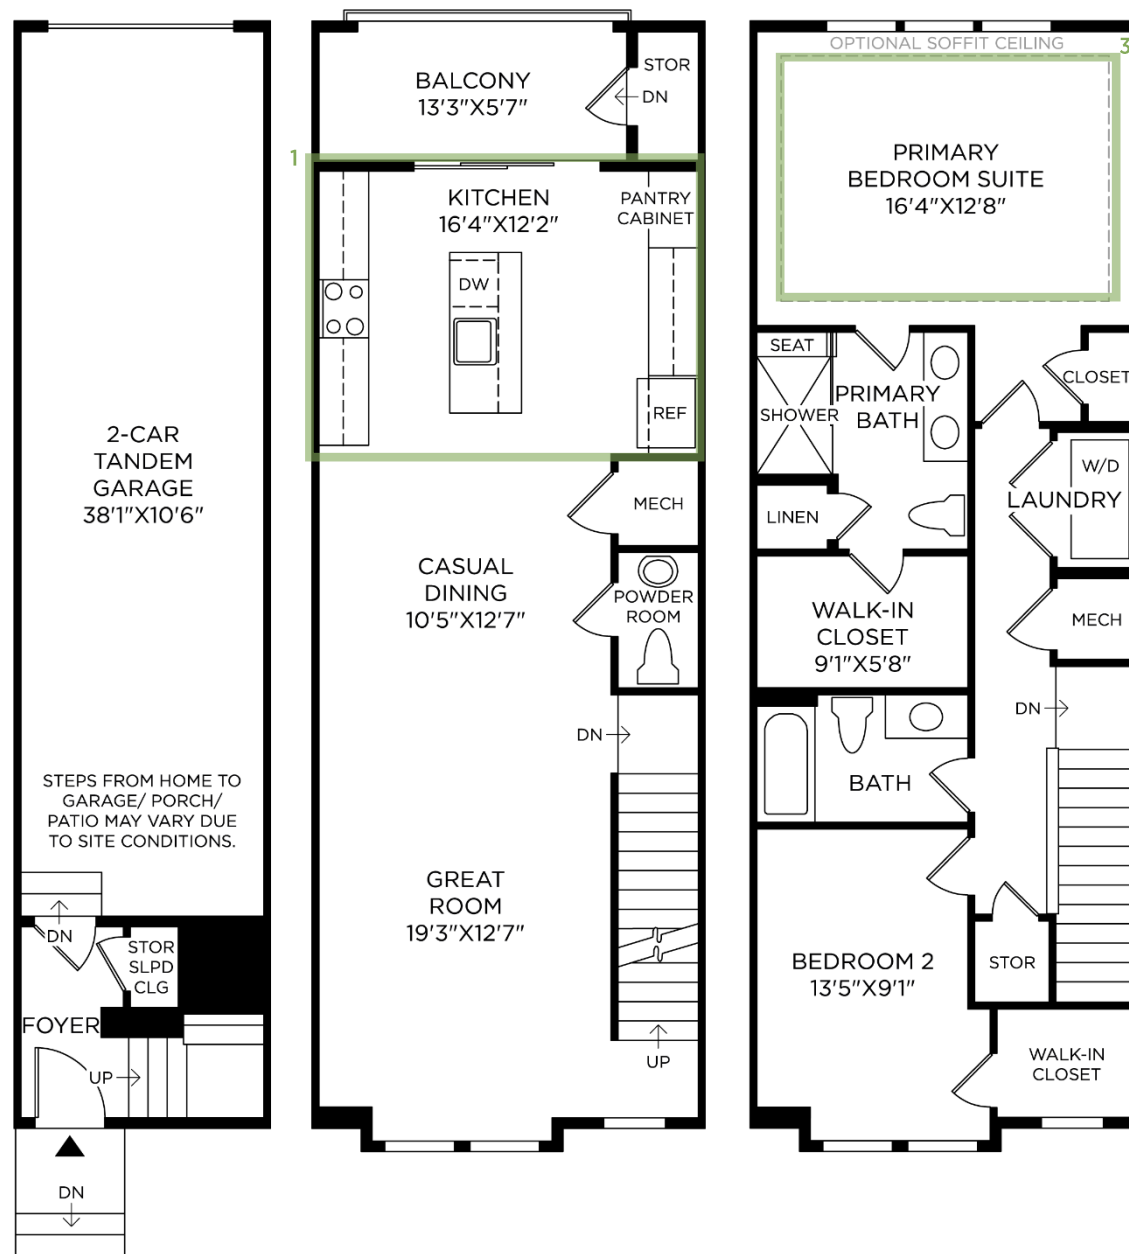 2-CAR
TANDEM
GARAGE
38'1"X10'6"
STEPS FROM HOME TO
GARAGE/ PORCH/
PATIO MAY VARY DUE
TO SITE CONDITIONS.
DN
STOR
SLPD
CLG
FOYER
UP
DN
BALCONY
13'3"X5'7"
STOR
DN
1
KITCHEN
16'4"X12'2"
PANTRY
CABINET
DW
REF
MECH
CASUAL
DINING
10'5"X12'7"
POWDER
ROOM
DN
GREAT
ROOM
19'3"X12'7"
UP
OPTIONAL SOFFIT CEILING
3
PRIMARY
BEDROOM SUITE
16'4"X12'8"
SEAT
SHOWER
PRIMARY
BATH
CLOSET
W/D
LAUNDRY
LINEN
WALK-IN
CLOSET
9'1"X5'8"
MECH
DN
BATH
BEDROOM 2
13'5"X9'1"
STOR
WALK-IN
CLOSET